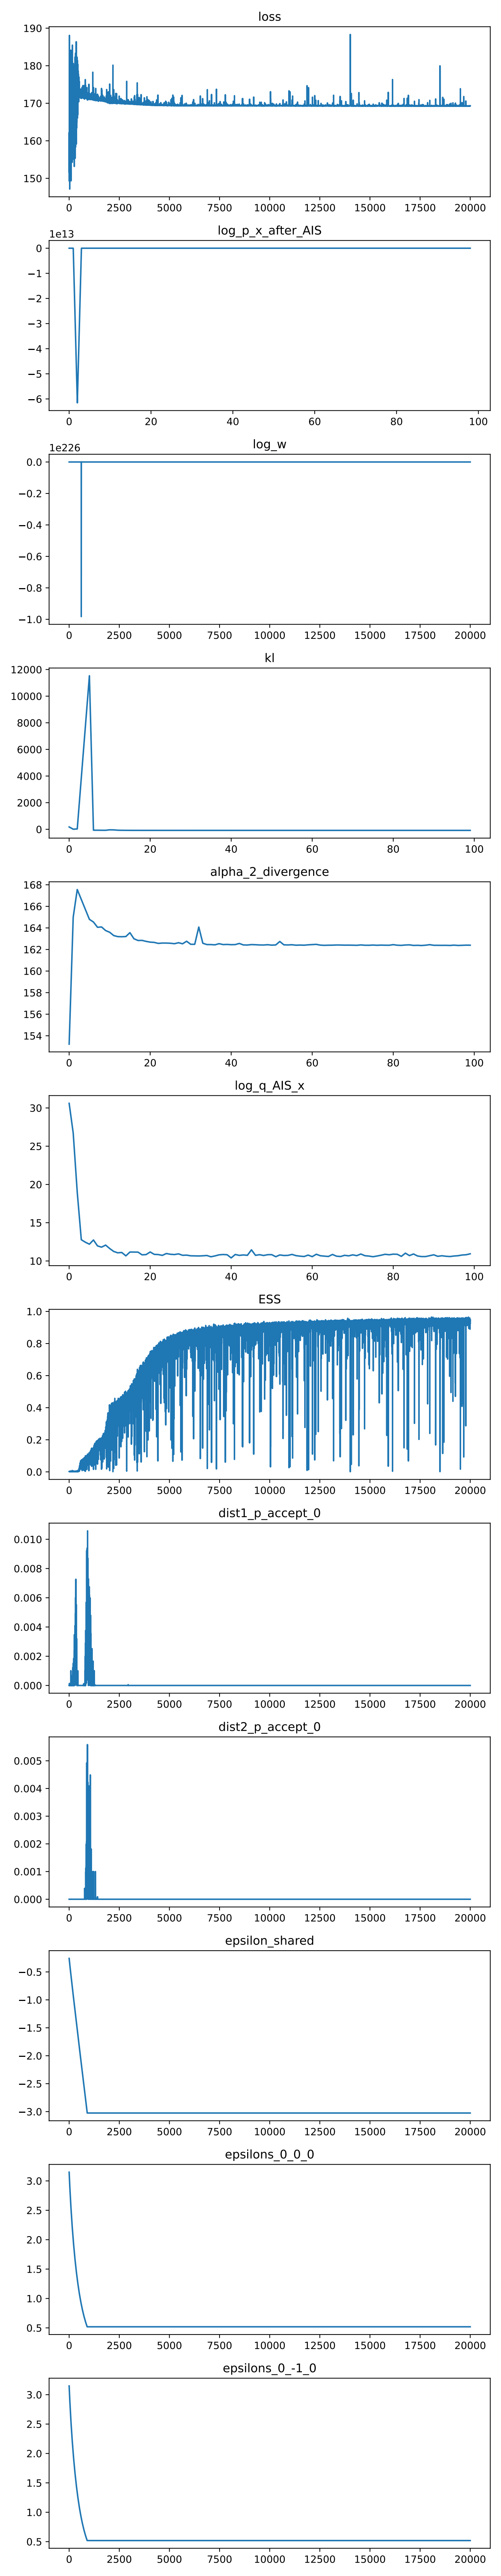 loss
190
180
170
160
150
0 2500 5000 7500 10000 12500 15000 17500 20000
log_p_x_after_AIS
1e13
0
−1
−2
−3
−4
−5
−6
0 20 40 60 80 100
log_w
1e226
0.0
−0.2
−0.4
−0.6
−0.8
−1.0
0 2500 5000 7500 10000 12500 15000 17500 20000
kl
12000
10000
8000
6000
4000
2000
0
0 20 40 60 80 100
alpha_2_divergence
168
166
164
162
160
158
156
154
0 20 40 60 80 100
log_q_AIS_x
30
25
20
15
10
0 20 40 60 80 100
ESS
1.0
0.8
0.6
0.4
0.2
0.0
0 2500 5000 7500 10000 12500 15000 17500 20000
dist1_p_accept_0
0.010
0.008
0.006
0.004
0.002
0.000
0 2500 5000 7500 10000 12500 15000 17500 20000
dist2_p_accept_0
0.005
0.004
0.003
0.002
0.001
0.000
0 2500 5000 7500 10000 12500 15000 17500 20000
epsilon_shared
−0.5
−1.0
−1.5
−2.0
−2.5
−3.0
0 2500 5000 7500 10000 12500 15000 17500 20000
epsilons_0_0_0
3.0
2.5
2.0
1.5
1.0
0.5
0 2500 5000 7500 10000 12500 15000 17500 20000
epsilons_0_-1_0
3.0
2.5
2.0
1.5
1.0
0.5
0 2500 5000 7500 10000 12500 15000 17500 20000